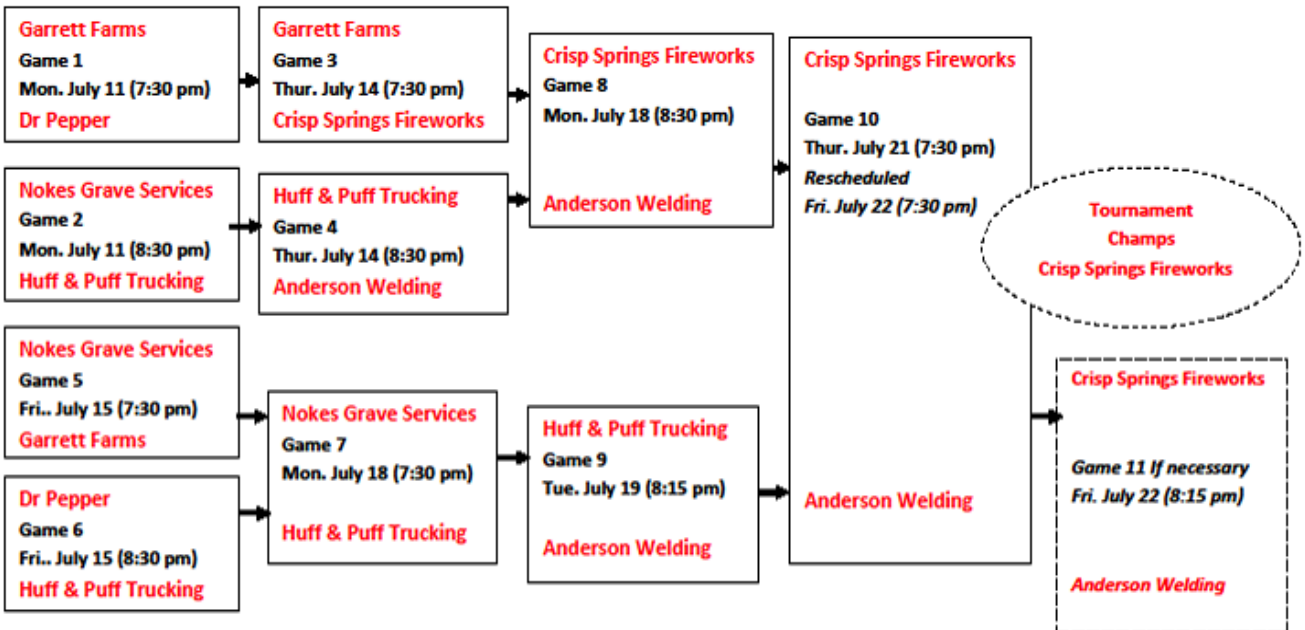 Garrett Farms
Game 1
Mon. July 11 (7:30 pm)
Dr Pepper
Nokes Grave Services
Game 2
Mon. July 11 (8:30 pm)
Huff & Puff Trucking
Nokes Grave Services
Game 5
Fri.. July 15 (7:30 pm)
Garrett Farms
Dr Pepper
Game 6
Fri.. July 15 (8:30 pm)
Huff & Puff Trucking
Garrett Farms
Game 3
Thur. July 14 (7:30 pm)
Crisp Springs Fireworks
Huff & Puff Trucking
Game 4
Thur. July 14 (8:30 pm)
Anderson Welding
Nokes Grave Services
Game 7
Mon. July 18 (7:30 pm)
Huff & Puff Trucking
Crisp Springs Fireworks
Game 8
Mon. July 18 (8:30 pm)
Anderson Welding
Huff & Puff Trucking
Game 9
Tue. July 19 (8:15 pm)
Anderson Welding
Crisp Springs Fireworks
Game 10
Thur. July 21 (7:30 pm)
Rescheduled
Fri. July 22 (7:30 pm)
Anderson Welding
Tournament
Champs
Crisp Springs Fireworks
Crisp Springs Fireworks
Game 11 If necessary
Fri. July 22 (8:15 pm)
Anderson Welding